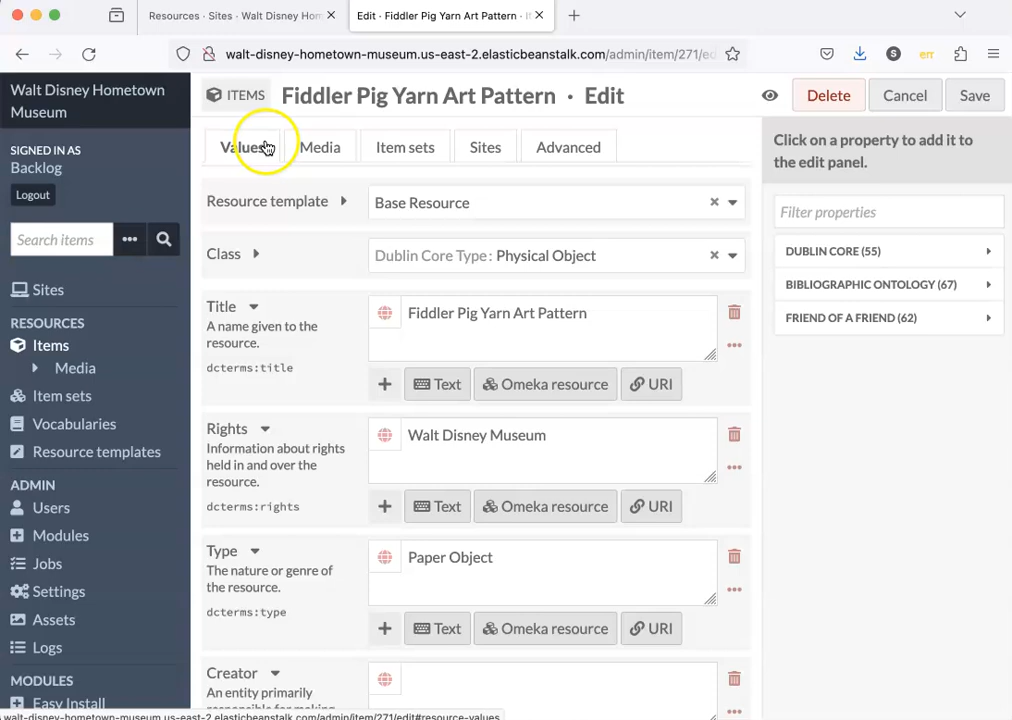 Resources · Sites · Walt Disney Hom
Edit · Fiddler Pig Yarn Art Pattern · It
walt-disney-hometown-museum.us-east-2.elasticbeanstalk.com/admin/item/271/ed
S
en
Walt Disney Hometown
Museum
SIGNED IN AS
Backlog
Logout
Search items
Sites
RESOURCES
Items
Media
Item sets
Vocabularies
Resource templates
ADMIN
Users
Modules
Jobs
Settings
Assets
Logs
MODULES
Easy Install
ITEMS
Fiddler Pig Yarn Art Pattern · Edit
Delete
Cancel
Save
Values
Media
Item sets
Sites
Advanced
Resource template
Base Resource
Class
Dublin Core Type: Physical Object
Title
A name given to the
resource.
dcterms:title
Fiddler Pig Yarn Art Pattern
Text
Omeka resource
URI
Rights
Information about rights
held in and over the
resource.
dcterms:rights
Walt Disney Museum
Text
Omeka resource
URI
Type
The nature or genre of
the resource.
dcterms:type
Paper Object
Text
Omeka resource
URI
Creator
An entity primarily
responsible for making
Click on a property to add it to
the edit panel.
Filter properties
DUBLIN CORE (55)
BIBLIOGRAPHIC ONTOLOGY (67)
FRIEND OF A FRIEND (62)
walt-disney-hometown-museum.us-east-2.elasticbeanstalk.com/admin/item/271/edit#resource-values